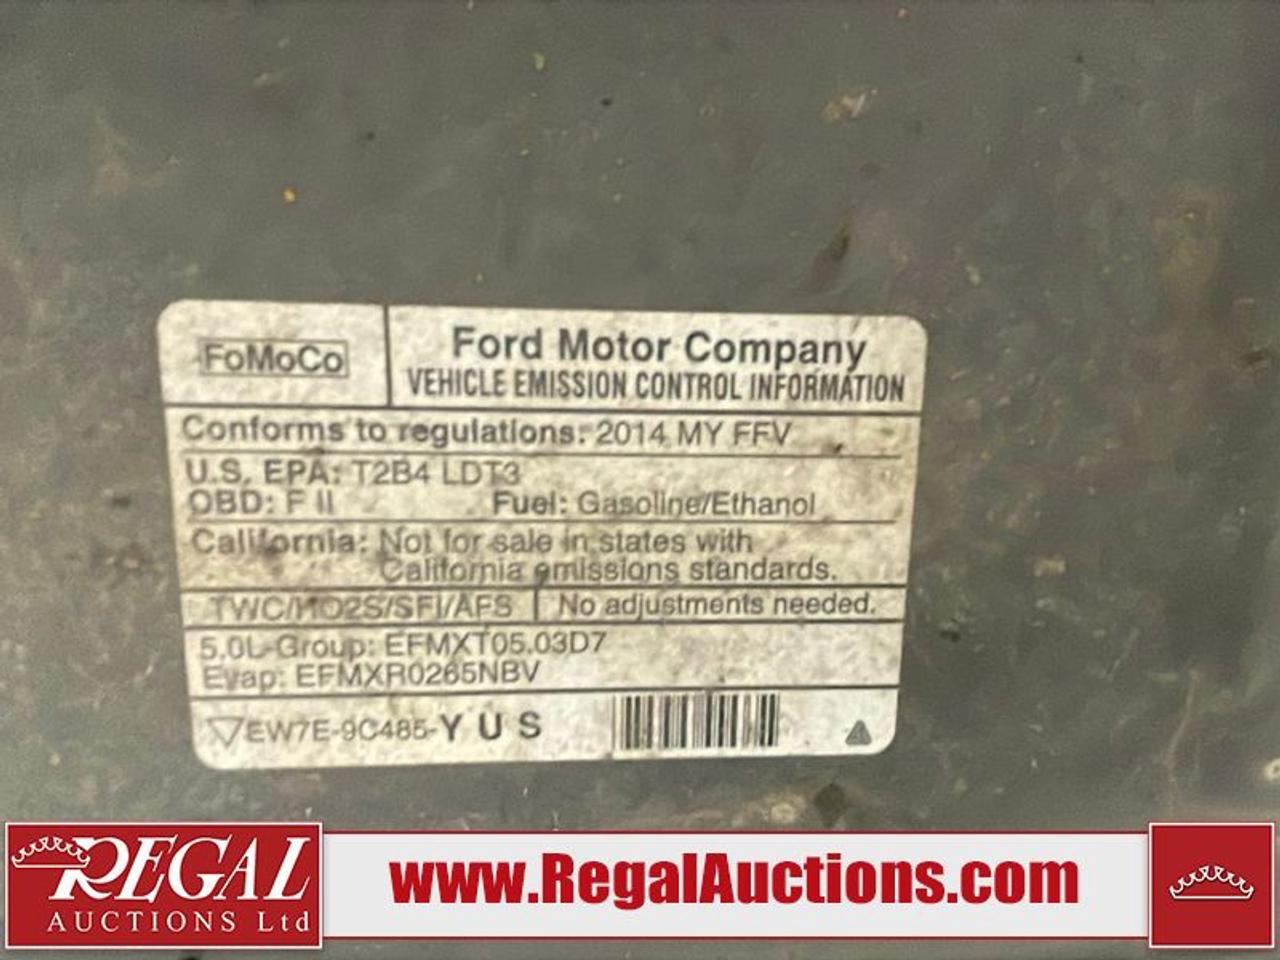 FoMoCo
Ford Motor Company
VEHICLE EMISSION CONTROL INFORMATION
Conforms to regulations: 2014 MY FFV
U.S. EPA: T2B4 LDT3
OBD: F II Fuel: Gasoline/Ethanol
California: Not for sale in states with
California emissions standards.
TWC/HO2S/SFI/AFS No adjustments needed.
5.0L-Group: EFMXT05.03D7
Evap: EFMXR0265NBV
EW7E-9C485-Y U S
REGAL
AUCTIONS Ltd
www.RegalAuctions.com